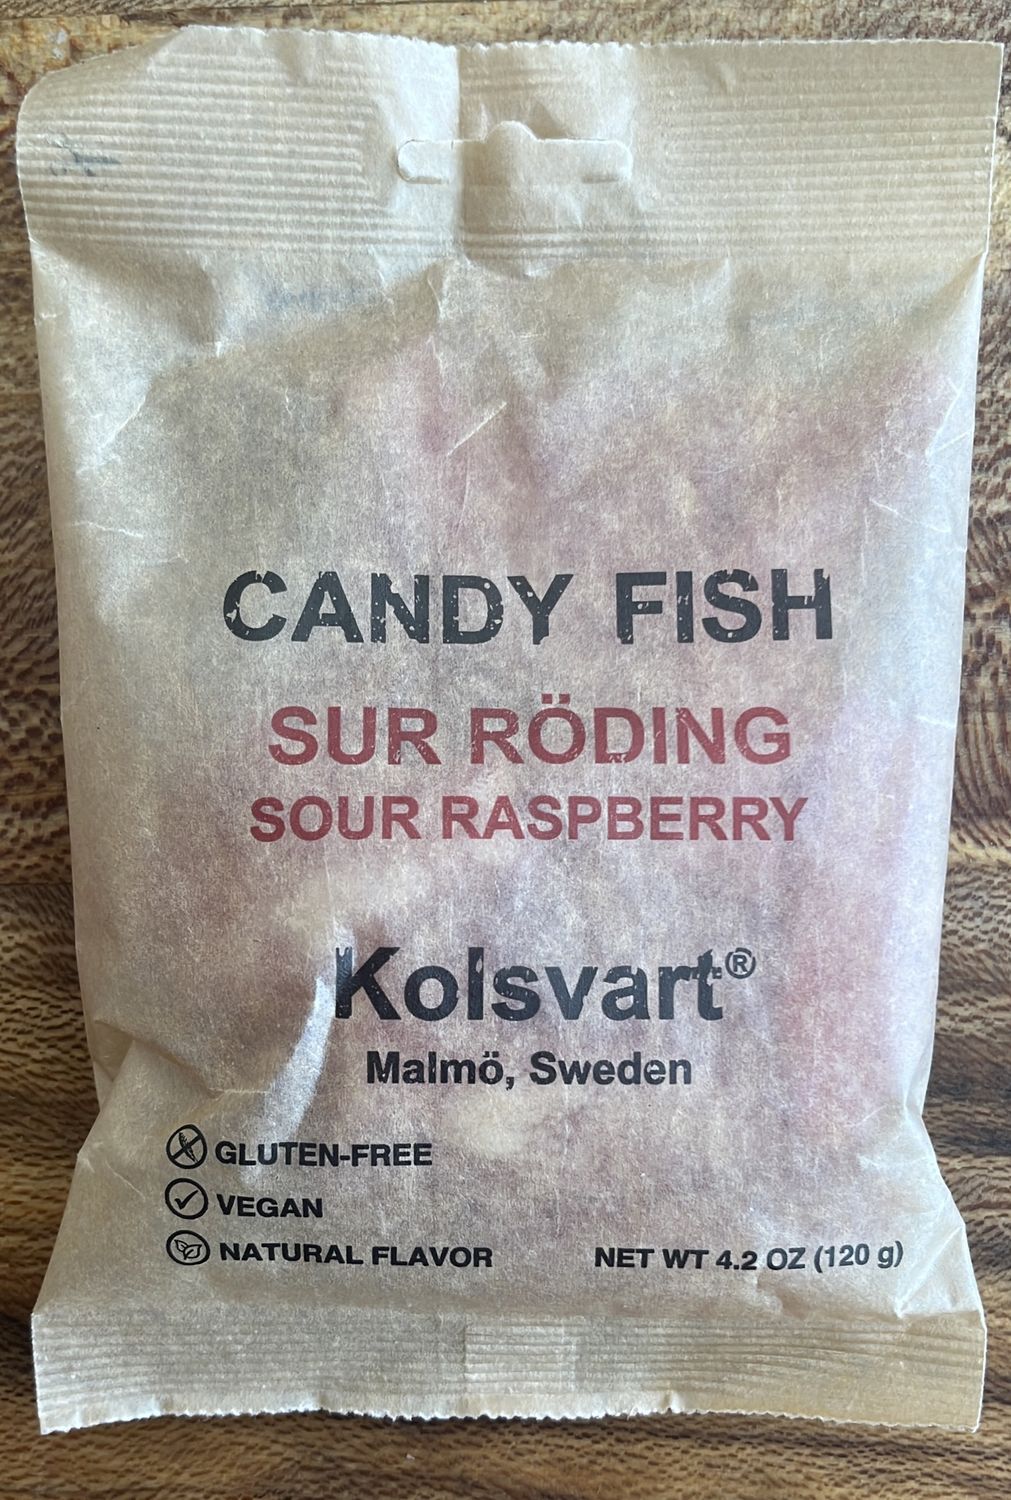 CANDY FISH
SUR RÖDING
SOUR RASPBERRY
Kolsvart®
Malmö, Sweden
GLUTEN-FREE
VEGAN
NATURAL FLAVOR
NET WT 4.2 OZ (120 g)